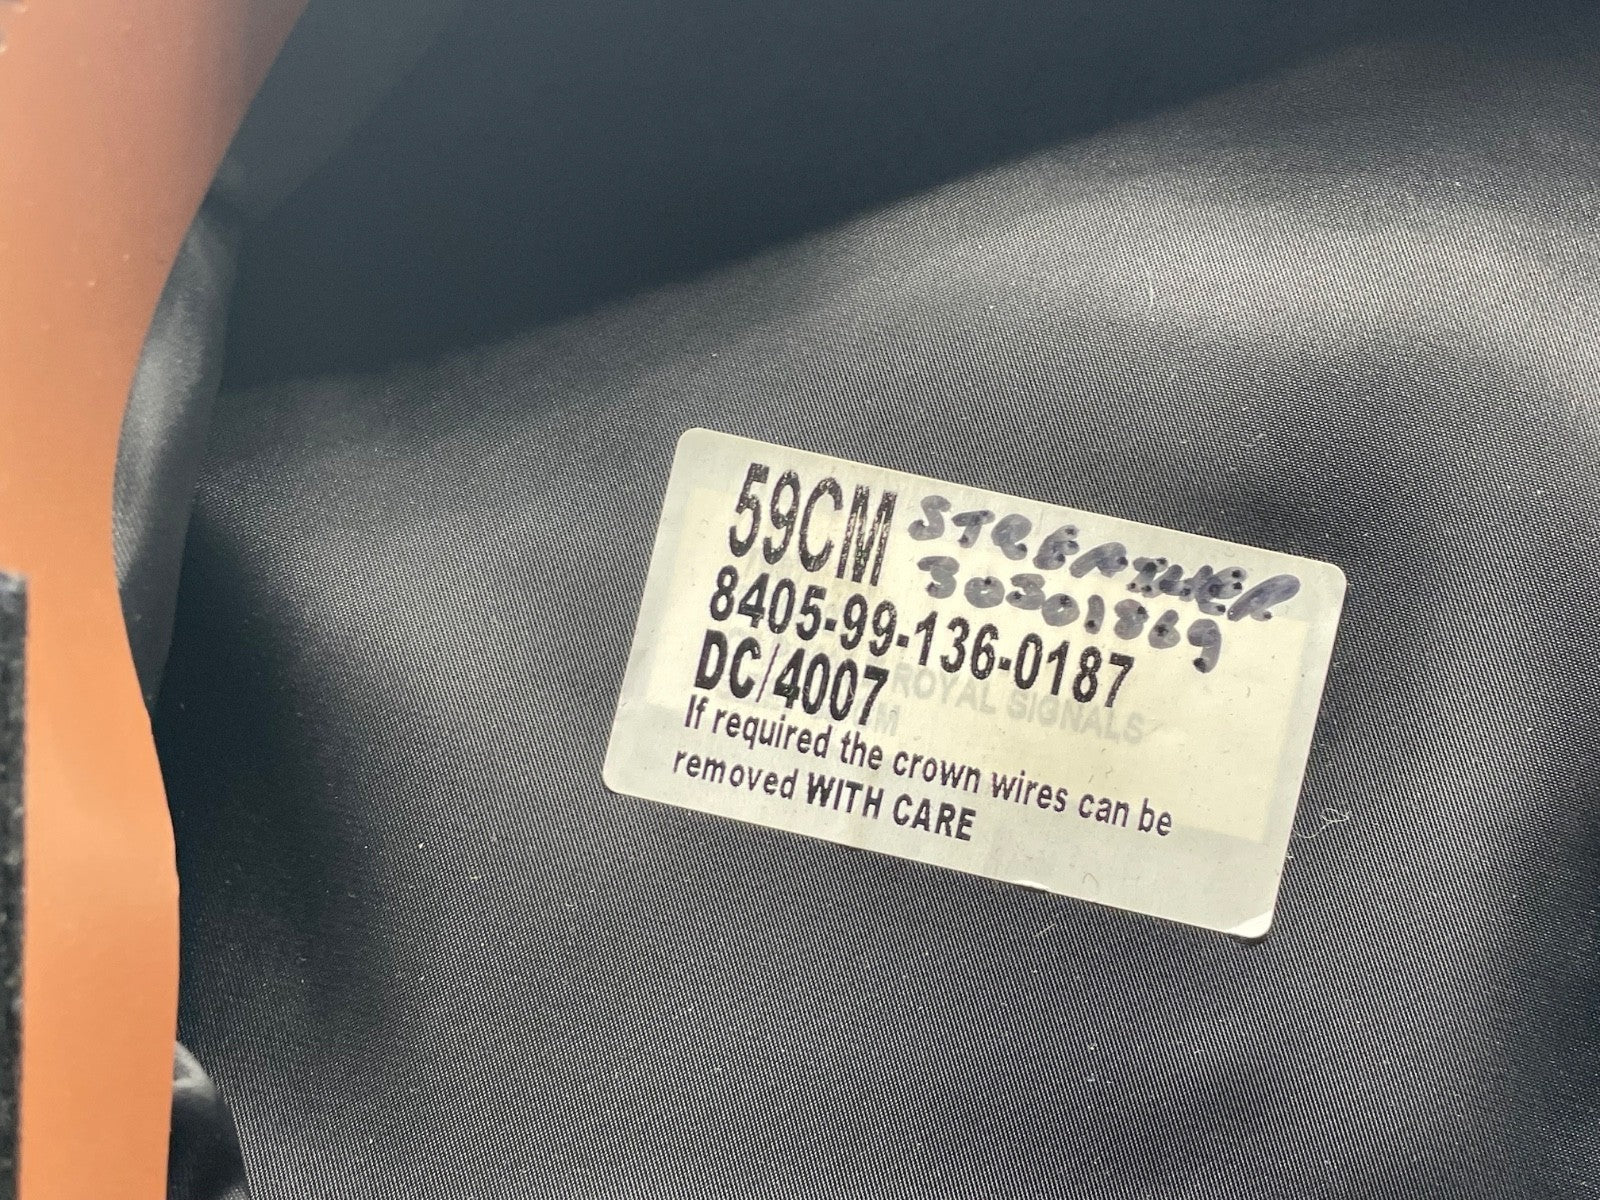 59CM STREATHER
30301869
8405-99-136-0187
DC/4007
ROYAL SIGNALS
If required the crown wires can be
removed WITH CARE